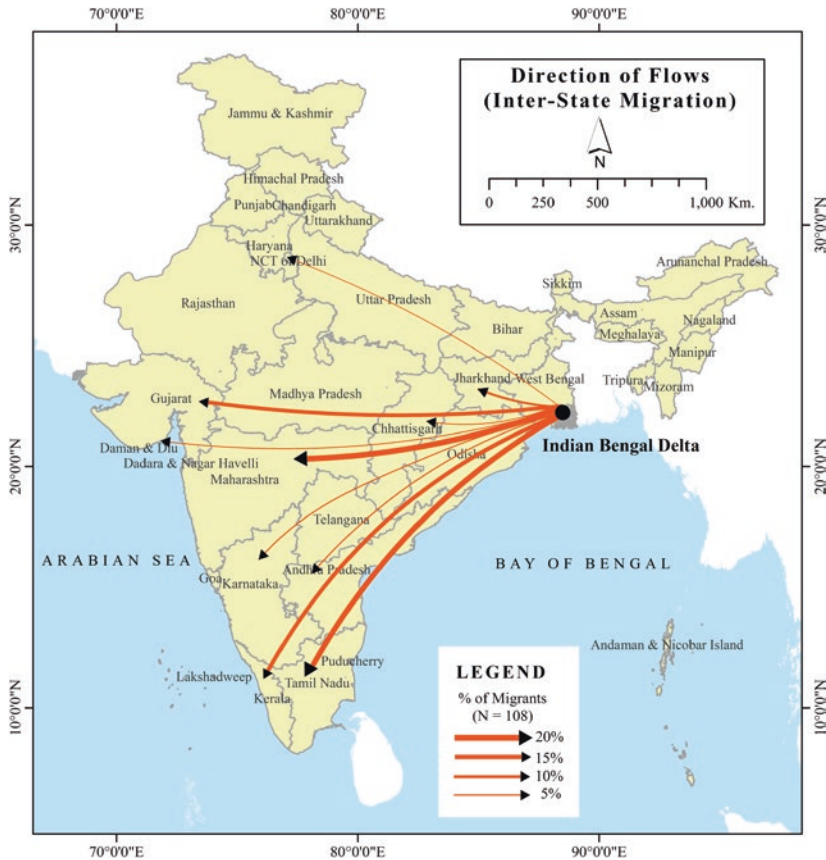 70°0'0"E 80°0'0"E 90°0'0"E
Direction of Flows
(Inter-State Migration)
N
0 250 500 1,000 Km.
30°0'0"N
20°0'0"N
10°0'0"N
30°0'0"N
20°0'0"N
10°0'0"N
Jammu & Kashmir
Himachal Pradesh
Punjab
Chandigarh
Uttarakhand
Haryana
NCT of Delhi
Rajasthan
Uttar Pradesh
Bihar
Sikkim
Arunanchal Pradesh
Assam
Nagaland
Meghalaya
Manipur
Tripura
Mizoram
Gujarat
Madhya Pradesh
Jharkhand
West Bengal
Chhattisgarh
Indian Bengal Delta
Daman & Diu
Dadara & Nagar Havelli
Maharashtra
Odisha
Telangana
ARABIAN SEA
BAY OF BENGAL
Goa
Karnataka
Andhra Pradesh
Andaman & Nicobar Island
Puducherry
Lakshadweep
Tamil Nadu
Kerala
LEGEND
% of Migrants
(N = 108)
20%
15%
10%
5%
70°0'0"E 80°0'0"E 90°0'0"E